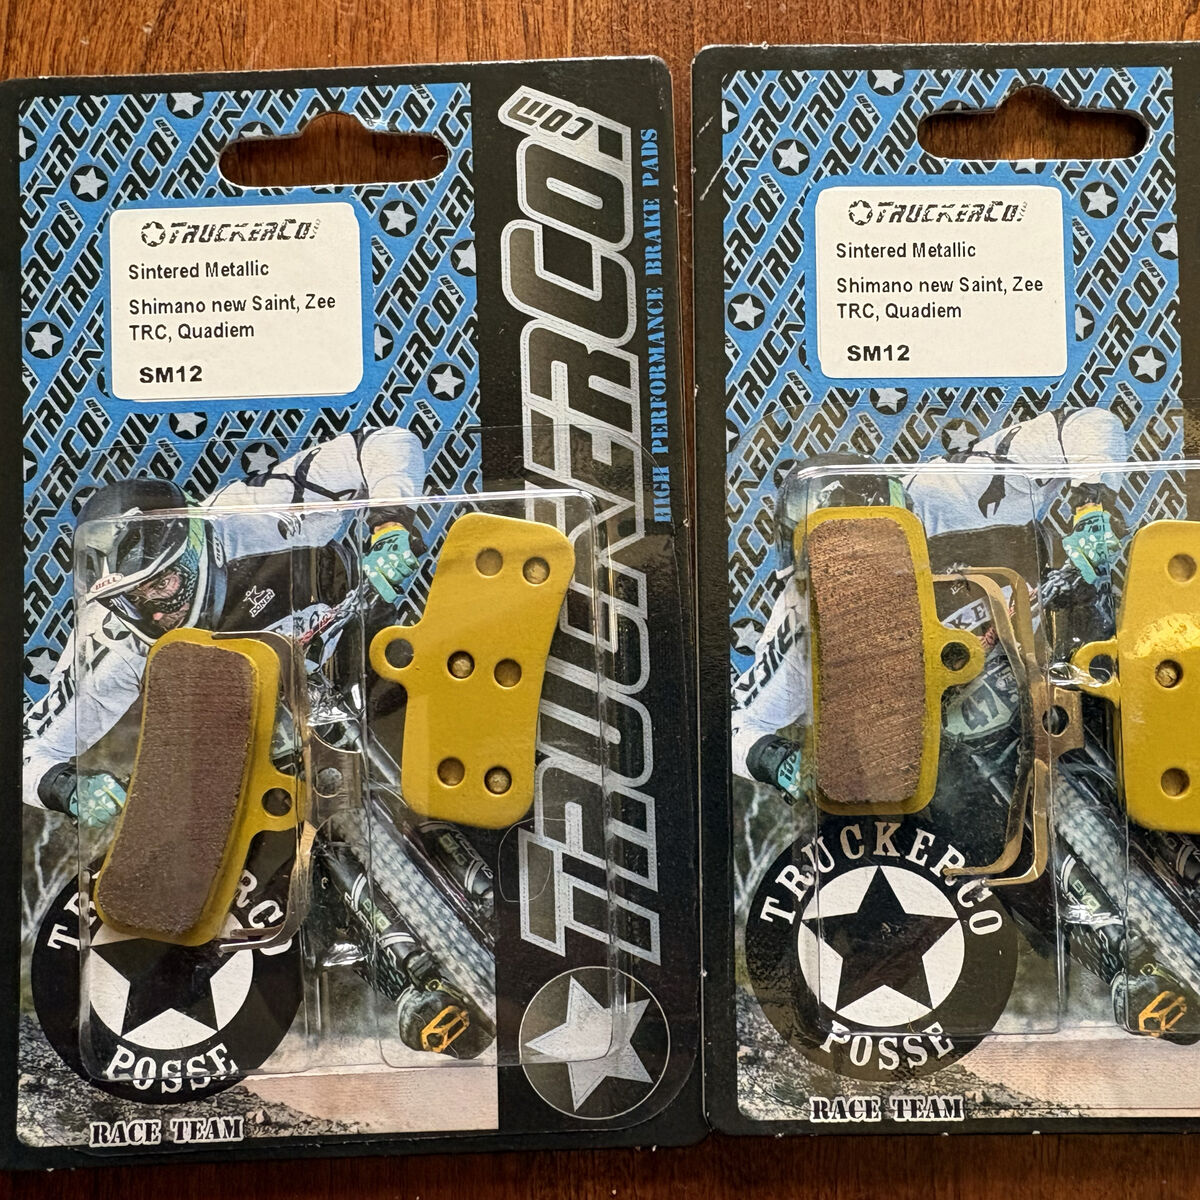 TRUCKERCO!
Sintered Metallic
Shimano new Saint, Zee
TRC, Quadiem
SM12
TRUCKERCO!.COM
HIGH PERFORMANCE BRAKE PADS
BELL
POSSE
RACE TEAM
TRUCKERCO!
Sintered Metallic
Shimano new Saint, Zee
TRC, Quadiem
SM12
TRUCKERCO
POSSE
RACE TEAM